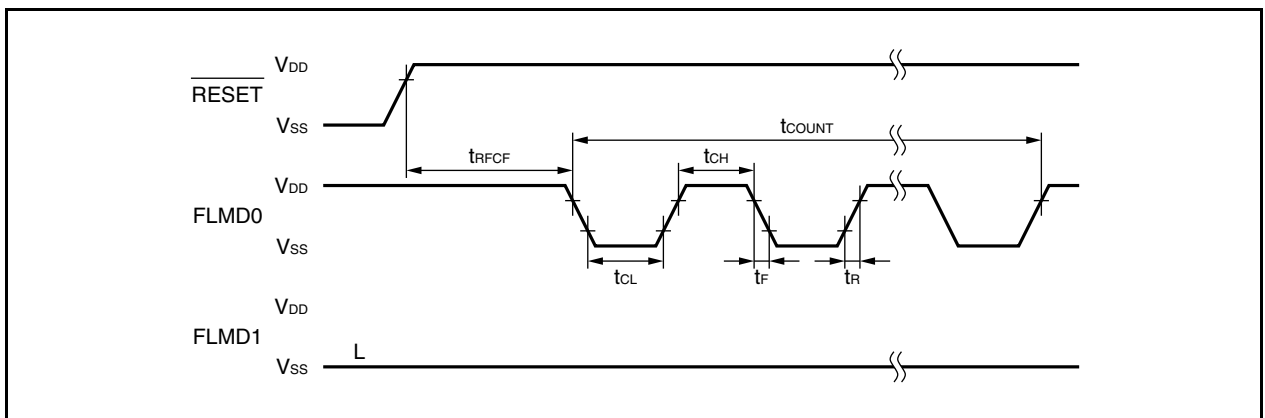 VDD
RESET
VSS
tCOUNT
tRFCF
tCH
VDD
FLMD0
VSS
tCL
tF
tR
VDD
FLMD1
L
VSS